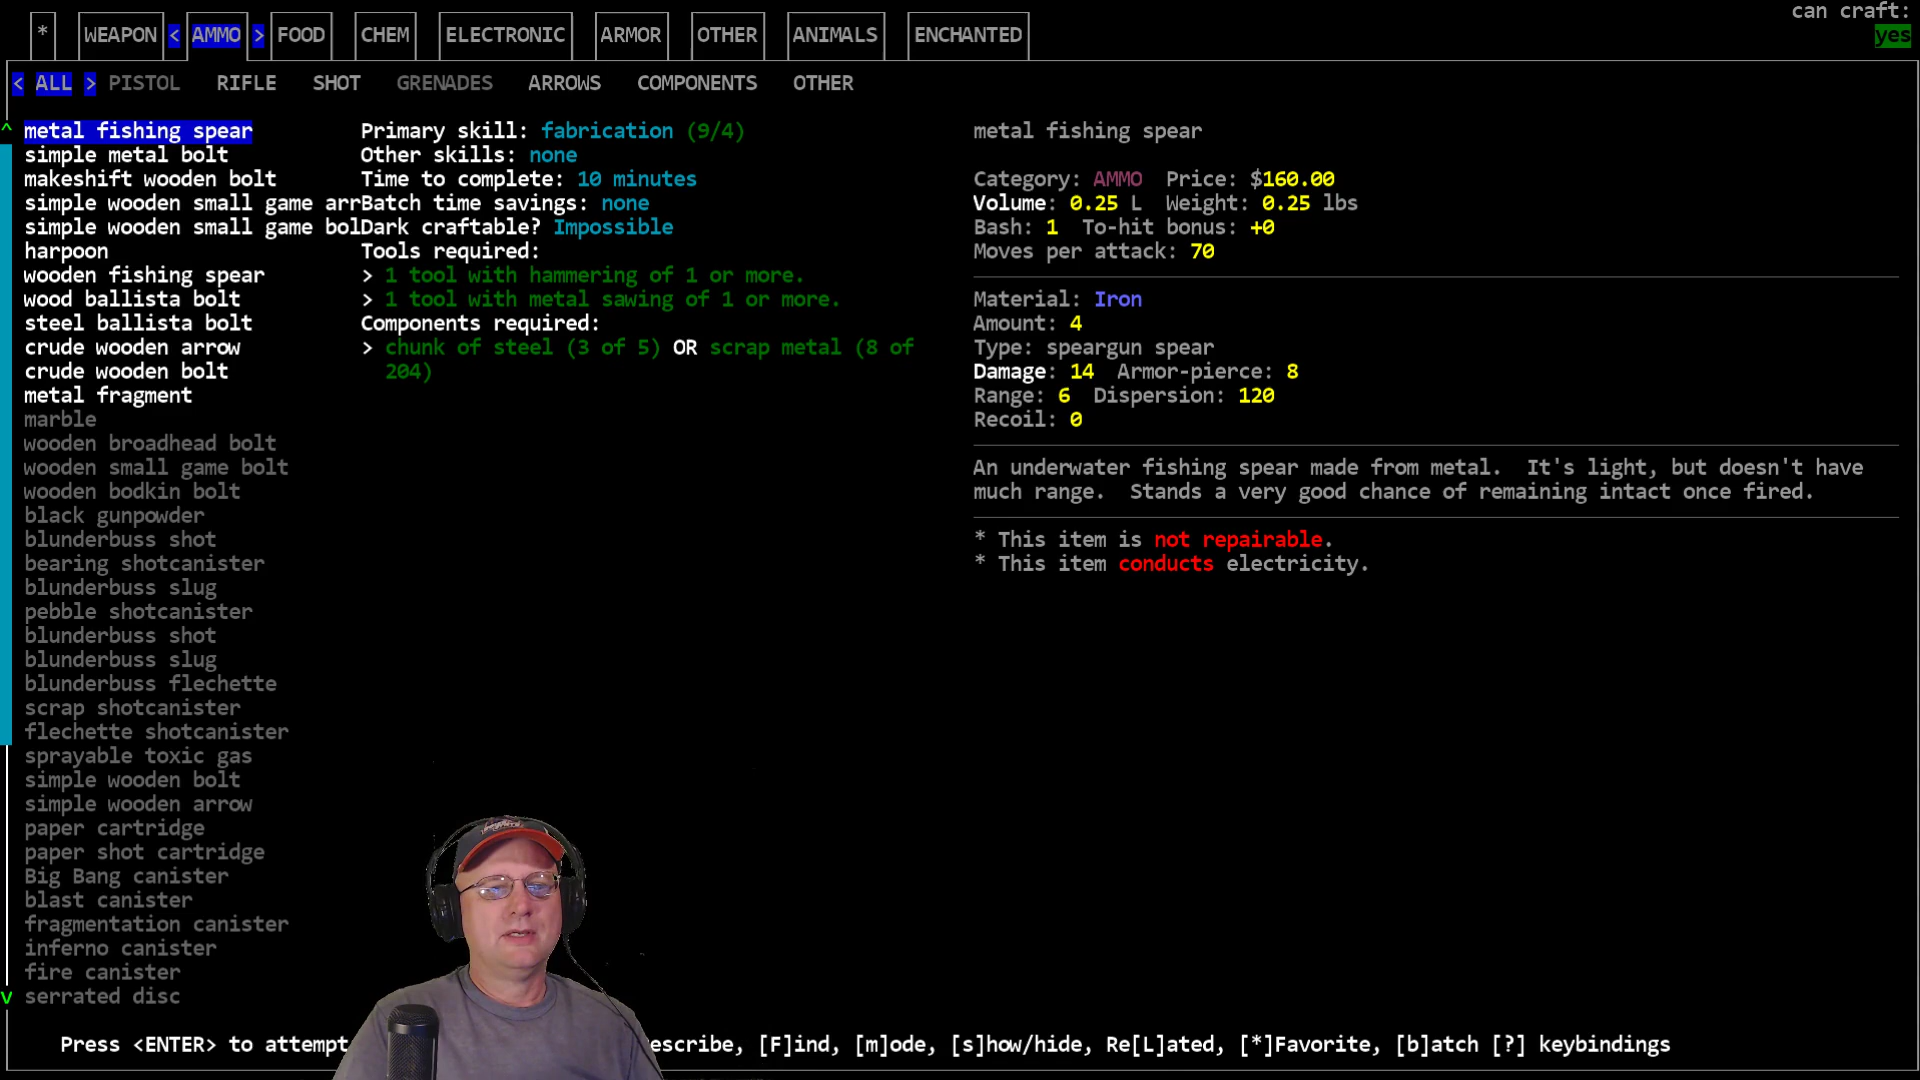 can craft:
* WEAPON < AMMO > FOOD CHEM ELECTRONIC ARMOR OTHER ANIMALS ENCHANTED yes
< ALL > PISTOL RIFLE SHOT GRENADES ARROWS COMPONENTS OTHER
^ metal fishing spear
simple metal bolt
makeshift wooden bolt
simple wooden small game arr
simple wooden small game bol
harpoon
wooden fishing spear
wood ballista bolt
steel ballista bolt
crude wooden arrow
crude wooden bolt
metal fragment
marble
wooden broadhead bolt
wooden small game bolt
wooden bodkin bolt
black gunpowder
blunderbuss shot
bearing shotcanister
blunderbuss slug
pebble shotcanister
blunderbuss shot
blunderbuss slug
blunderbuss flechette
scrap shotcanister
flechette shotcanister
sprayable toxic gas
simple wooden bolt
simple wooden arrow
paper cartridge
paper shot cartridge
Big Bang canister
blast canister
fragmentation canister
inferno canister
fire canister
v serrated disc
Primary skill: fabrication (9/4)
Other skills: none
Time to complete: 10 minutes
Batch time savings: none
Dark craftable? Impossible
Tools required:
> 1 tool with hammering of 1 or more.
> 1 tool with metal sawing of 1 or more.
Components required:
> chunk of steel (3 of 5) OR scrap metal (8 of
204)
metal fishing spear
Category: AMMO Price: $160.00
Volume: 0.25 L Weight: 0.25 lbs
Bash: 1 To-hit bonus: +0
Moves per attack: 70
Material: Iron
Amount: 4
Type: speargun spear
Damage: 14 Armor-pierce: 8
Range: 6 Dispersion: 120
Recoil: 0
An underwater fishing spear made from metal. It's light, but doesn't have
much range. Stands a very good chance of remaining intact once fired.
* This item is not repairable.
* This item conducts electricity.
Press <ENTER> to attempt escribe, [F]ind, [m]ode, [s]how/hide, Re[L]ated, [*]Favorite, [b]atch [?] keybindings